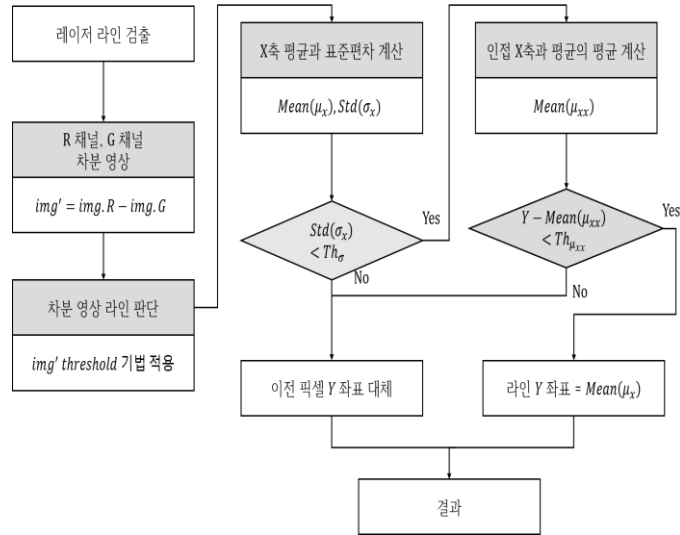 레이저 라인 검출
R 채널, G 채널
차분 영상
img′ = img.R − img.G
차분 영상 라인 판단
img′ threshold 기법 적용
X축 평균과 표준편차 계산
Mean(μₓ), Std(σₓ)
Std(σₓ)
< Th_σ
Yes
No
인접 X축과 평균의 평균 계산
Mean(μₓₓ)
Y − Mean(μₓₓ)
< Th_μₓₓ
Yes
No
이전 픽셀 Y 좌표 대체
라인 Y 좌표 = Mean(μₓ)
결과